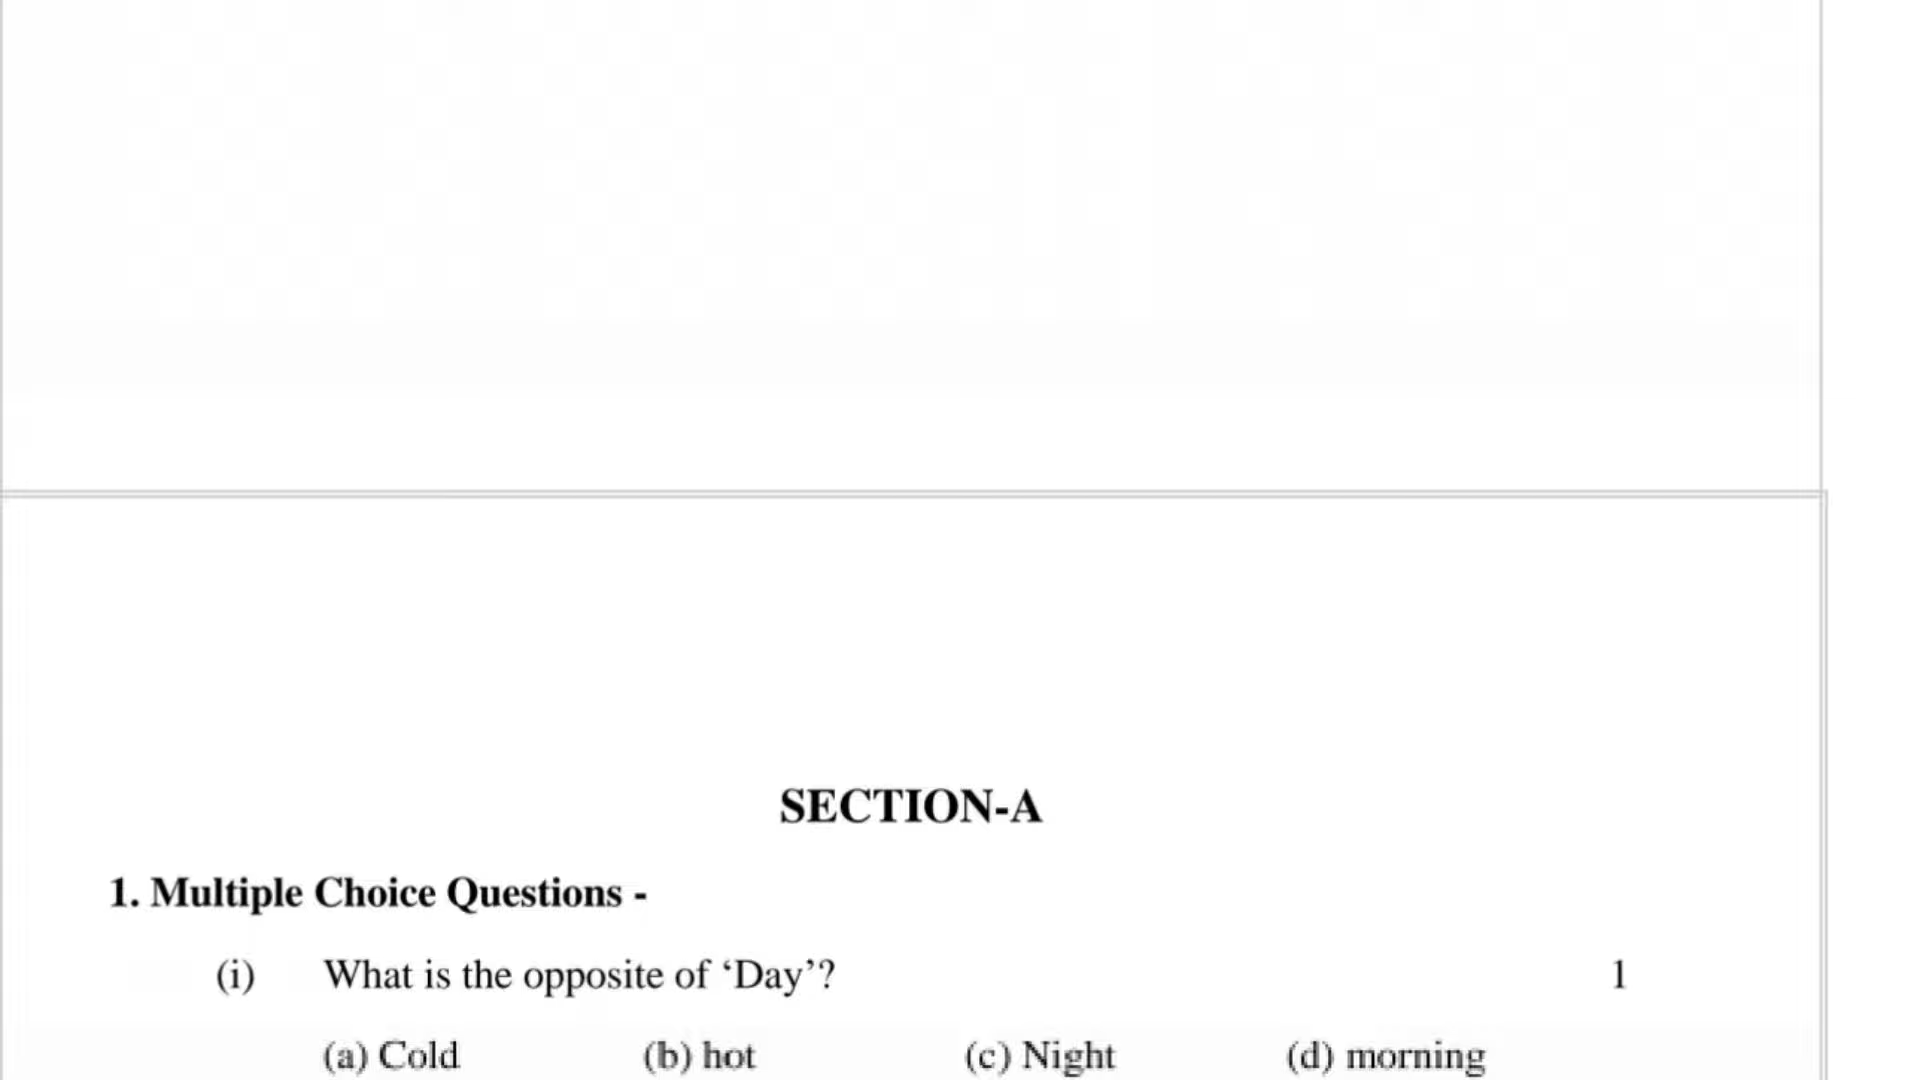 SECTION-A
1. Multiple Choice Questions -
(i) What is the opposite of ‘Day’? 1
(a) Cold (b) hot (c) Night (d) morning